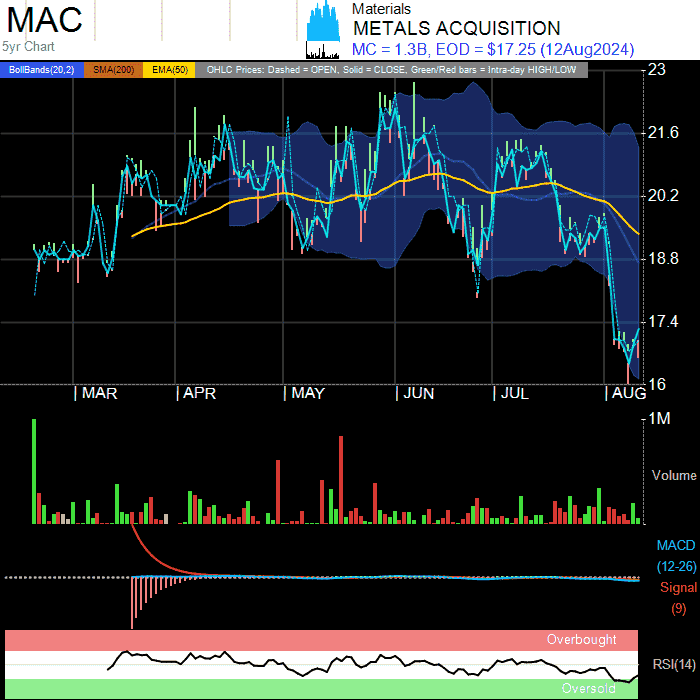 MAC
5yr Chart
Materials
METALS ACQUISITION
MC = 1.3B, EOD = $17.25 (12Aug2024)
BollBands(20,2) SMA(200) EMA(50) OHLC Prices: Dashed = OPEN, Solid = CLOSE, Green/Red bars = Intra-day HIGH/LOW
23
21.6
20.2
18.8
17.4
16
| MAR | APR | MAY | JUN | JUL | AUG
1M
Volume
MACD
(12-26)
Signal
(9)
Overbought
RSI(14)
Oversold